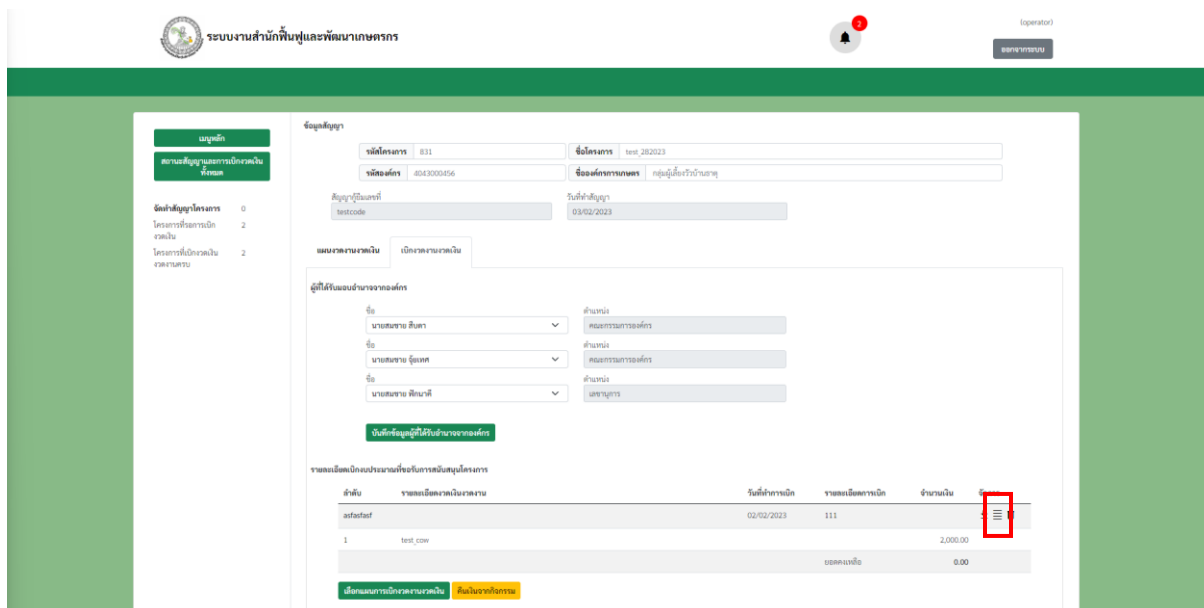 ระบบงานสำนักฟื้นฟูและพัฒนาเกษตรกร
2
(operator)
ออกจากระบบ
เมนูหลัก
สถานะสัญญาและการเบิกงวดเงิน
ทั้งหมด
จัดทำสัญญาโครงการ 0
โครงการที่รอการเบิก 2
งวดเงิน
โครงการที่เบิกงวดเงิน 2
งวดงานครบ
ข้อมูลสัญญา
รหัสโครงการ 831 ชื่อโครงการ test_282023
รหัสองค์กร 4043000456 ชื่อองค์กรการเกษตร กลุ่มผู้เลี้ยงวัวบ้านธาตุ
สัญญากู้ยืมเลขที่ วันที่ทำสัญญา
testcode 03/02/2023
แผนงวดงานงวดเงิน เบิกงวดงานงวดเงิน
ผู้ที่ได้รับมอบอำนาจจากองค์กร
ชื่อ ตำแหน่ง
นายสมชาย สืบดา คณะกรรมการองค์กร
ชื่อ ตำแหน่ง
นายสมชาย จุ้ยเทศ คณะกรรมการองค์กร
ชื่อ ตำแหน่ง
นายสมชาย ฟักนาคี เลขานุการ
บันทึกข้อมูลผู้ที่ได้รับอำนาจจากองค์กร
รายละเอียดเบิกงบประมาณที่ขอรับการสนับสนุนโครงการ
ลำดับ รายละเอียดงวดเงินงวดงาน วันที่ทำการเบิก รายละเอียดการเบิก จำนวนเงิน
asfasfasf 02/02/2023 111
1 test_cow 2,000.00
ยอดคงเหลือ 0.00
เลือกแผนการเบิกงวดงานงวดเงิน คืนเงินจากกิจกรรม